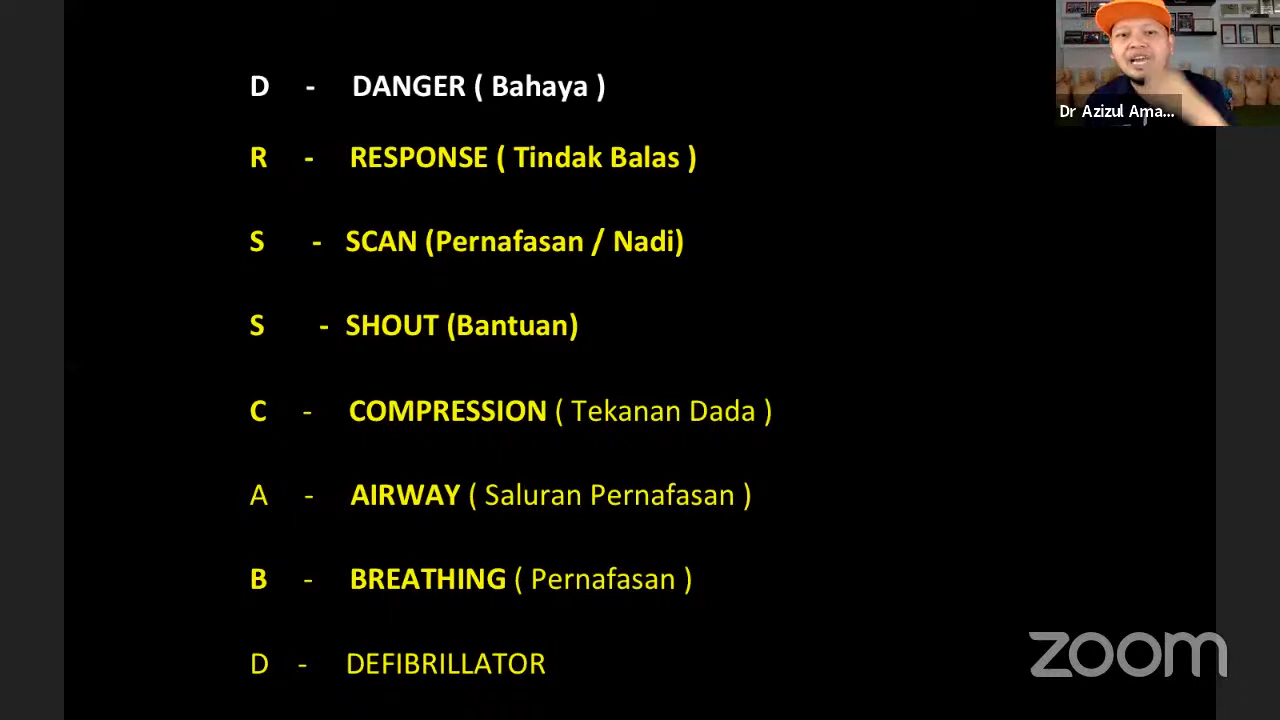 D - DANGER ( Bahaya )
R - RESPONSE ( Tindak Balas )
S - SCAN (Pernafasan / Nadi)
S - SHOUT (Bantuan)
C - COMPRESSION ( Tekanan Dada )
A - AIRWAY ( Saluran Pernafasan )
B - BREATHING ( Pernafasan )
D - DEFIBRILLATOR
Dr Azizul Ama...
zoom